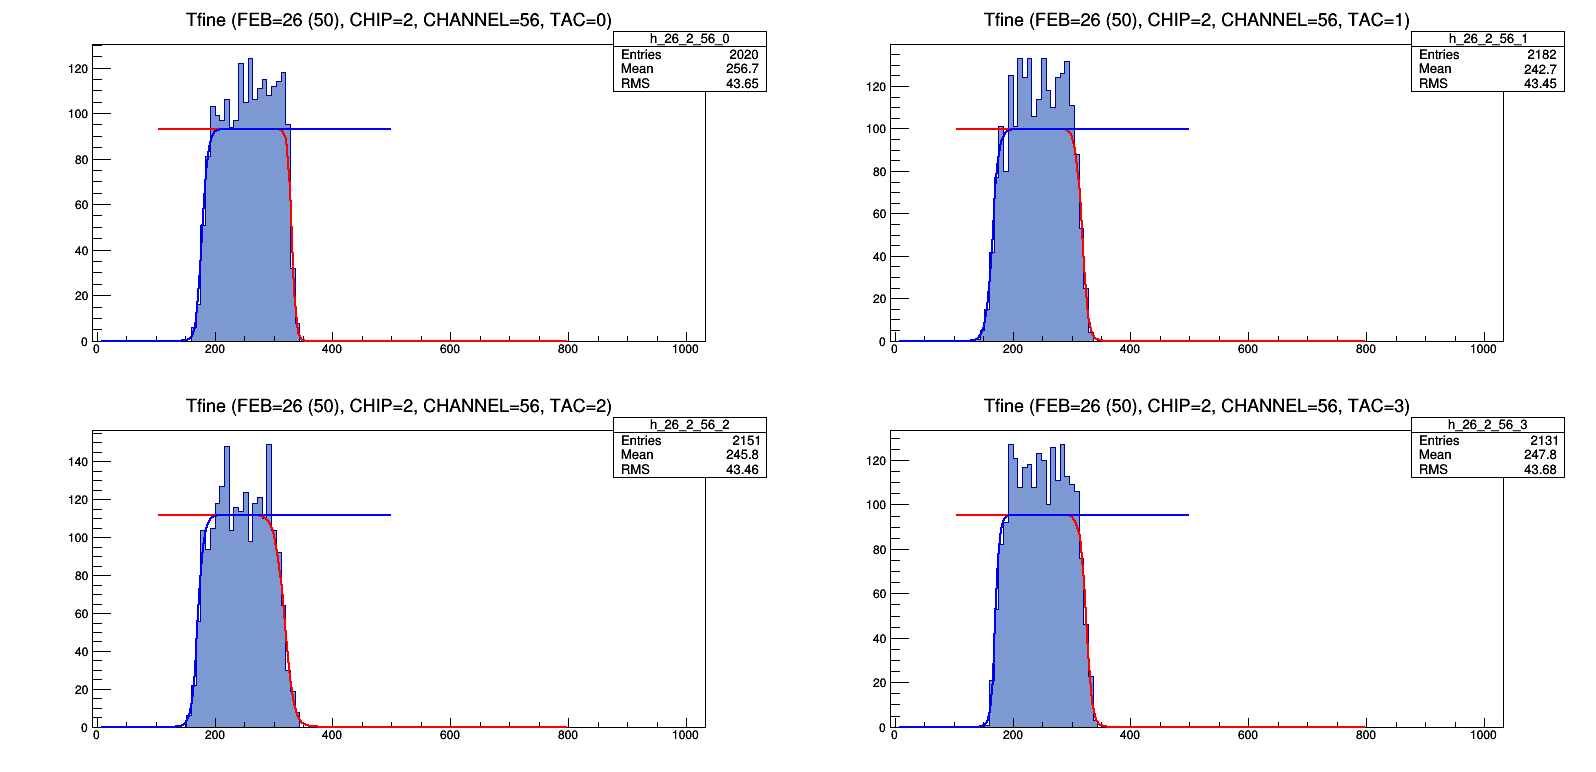 Tfine (FEB=26 (50), CHIP=2, CHANNEL=56, TAC=0)
h_26_2_56_0
Entries 2020
Mean 256.7
RMS 43.65
120
100
80
60
40
20
0
0 200 400 600 800 1000
Tfine (FEB=26 (50), CHIP=2, CHANNEL=56, TAC=1)
h_26_2_56_1
Entries 2182
Mean 242.7
RMS 43.45
120
100
80
60
40
20
0
0 200 400 600 800 1000
Tfine (FEB=26 (50), CHIP=2, CHANNEL=56, TAC=2)
h_26_2_56_2
Entries 2151
Mean 245.8
RMS 43.46
140
120
100
80
60
40
20
0
0 200 400 600 800 1000
Tfine (FEB=26 (50), CHIP=2, CHANNEL=56, TAC=3)
h_26_2_56_3
Entries 2131
Mean 247.8
RMS 43.68
120
100
80
60
40
20
0
0 200 400 600 800 1000